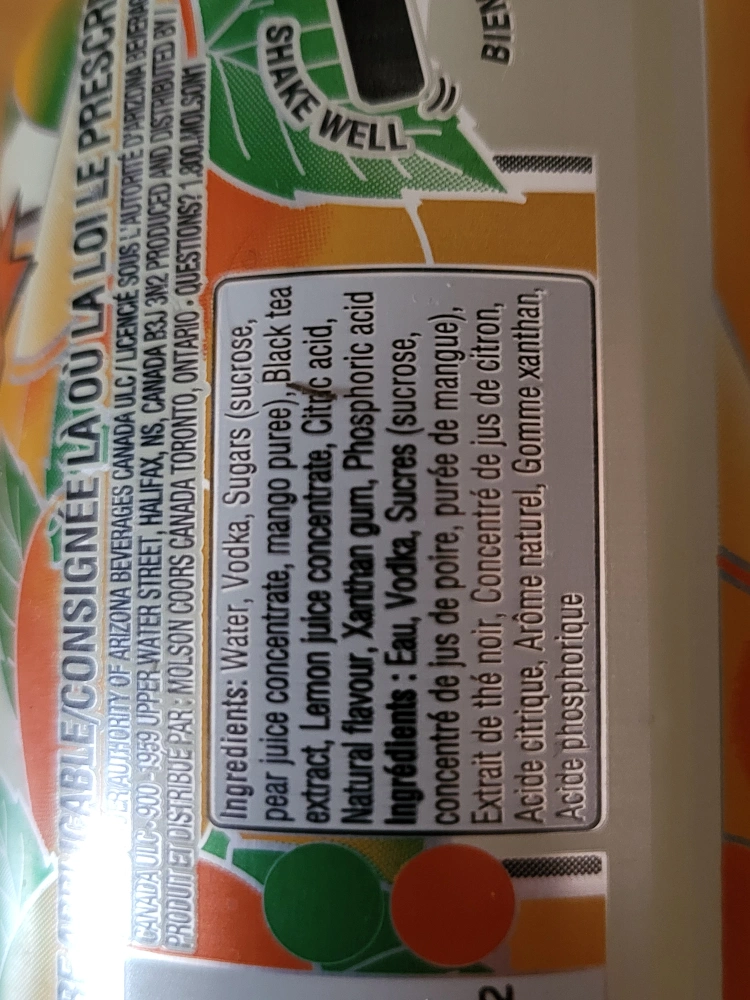 SHAKE WELL
BIEN
CONSIGNÉE LÀ OÙ LA LOI LE PRESCRIT
AUTHORITY OF ARIZONA BEVERAGES CANADA ULC / LICENCIÉ SOUS L'AUTORITÉ D'ARIZONA BEVERAGES
CANADA ULC - 900 - 1959 UPPER WATER STREET, HALIFAX, NS, CANADA B3J 3N2 PRODUCED AND DISTRIBUTED BY /
PRODUIT ET DISTRIBUÉ PAR : MOLSON COORS CANADA TORONTO, ONTARIO - QUESTIONS? 1.800.MOLSON1
Ingredients: Water, Vodka, Sugars (sucrose,
pear juice concentrate, mango puree), Black tea
extract, Lemon juice concentrate, Citric acid,
Natural flavour, Xanthan gum, Phosphoric acid
Ingrédients : Eau, Vodka, Sucres (sucrose,
concentré de jus de poire, purée de mangue),
Extrait de thé noir, Concentré de jus de citron,
Acide citrique, Arôme naturel, Gomme xanthan,
Acide phosphorique
2